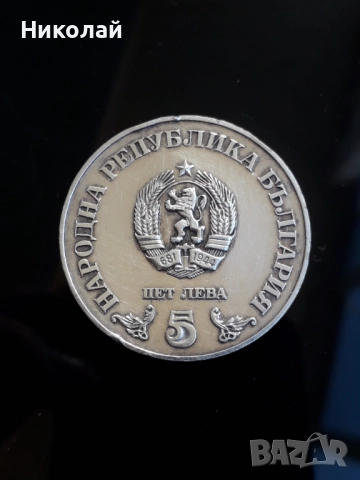 Николай
НАРОДНА РЕПУБЛИКА БЪЛГАРИЯ
681 1944
ПЕТ ЛЕВА
5
BAZAR